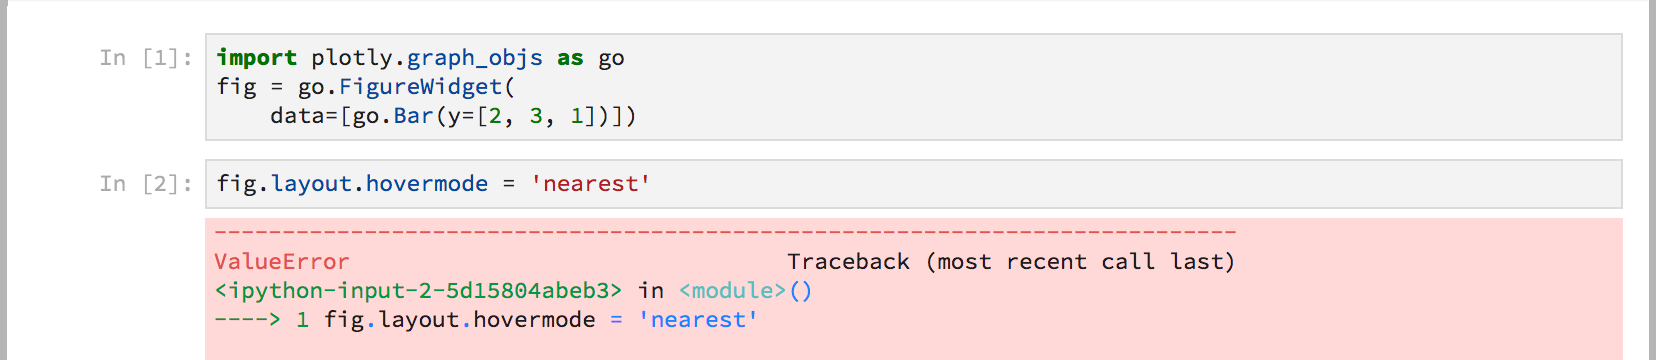 In [1]: import plotly.graph_objs as go
fig = go.FigureWidget(
    data=[go.Bar(y=[2, 3, 1])])
In [2]: fig.layout.hovermode = 'nearest'
---------------------------------------------------------------------------
ValueError                                Traceback (most recent call last)
<ipython-input-2-5d15804abeb3> in <module>()
----> 1 fig.layout.hovermode = 'nearest'